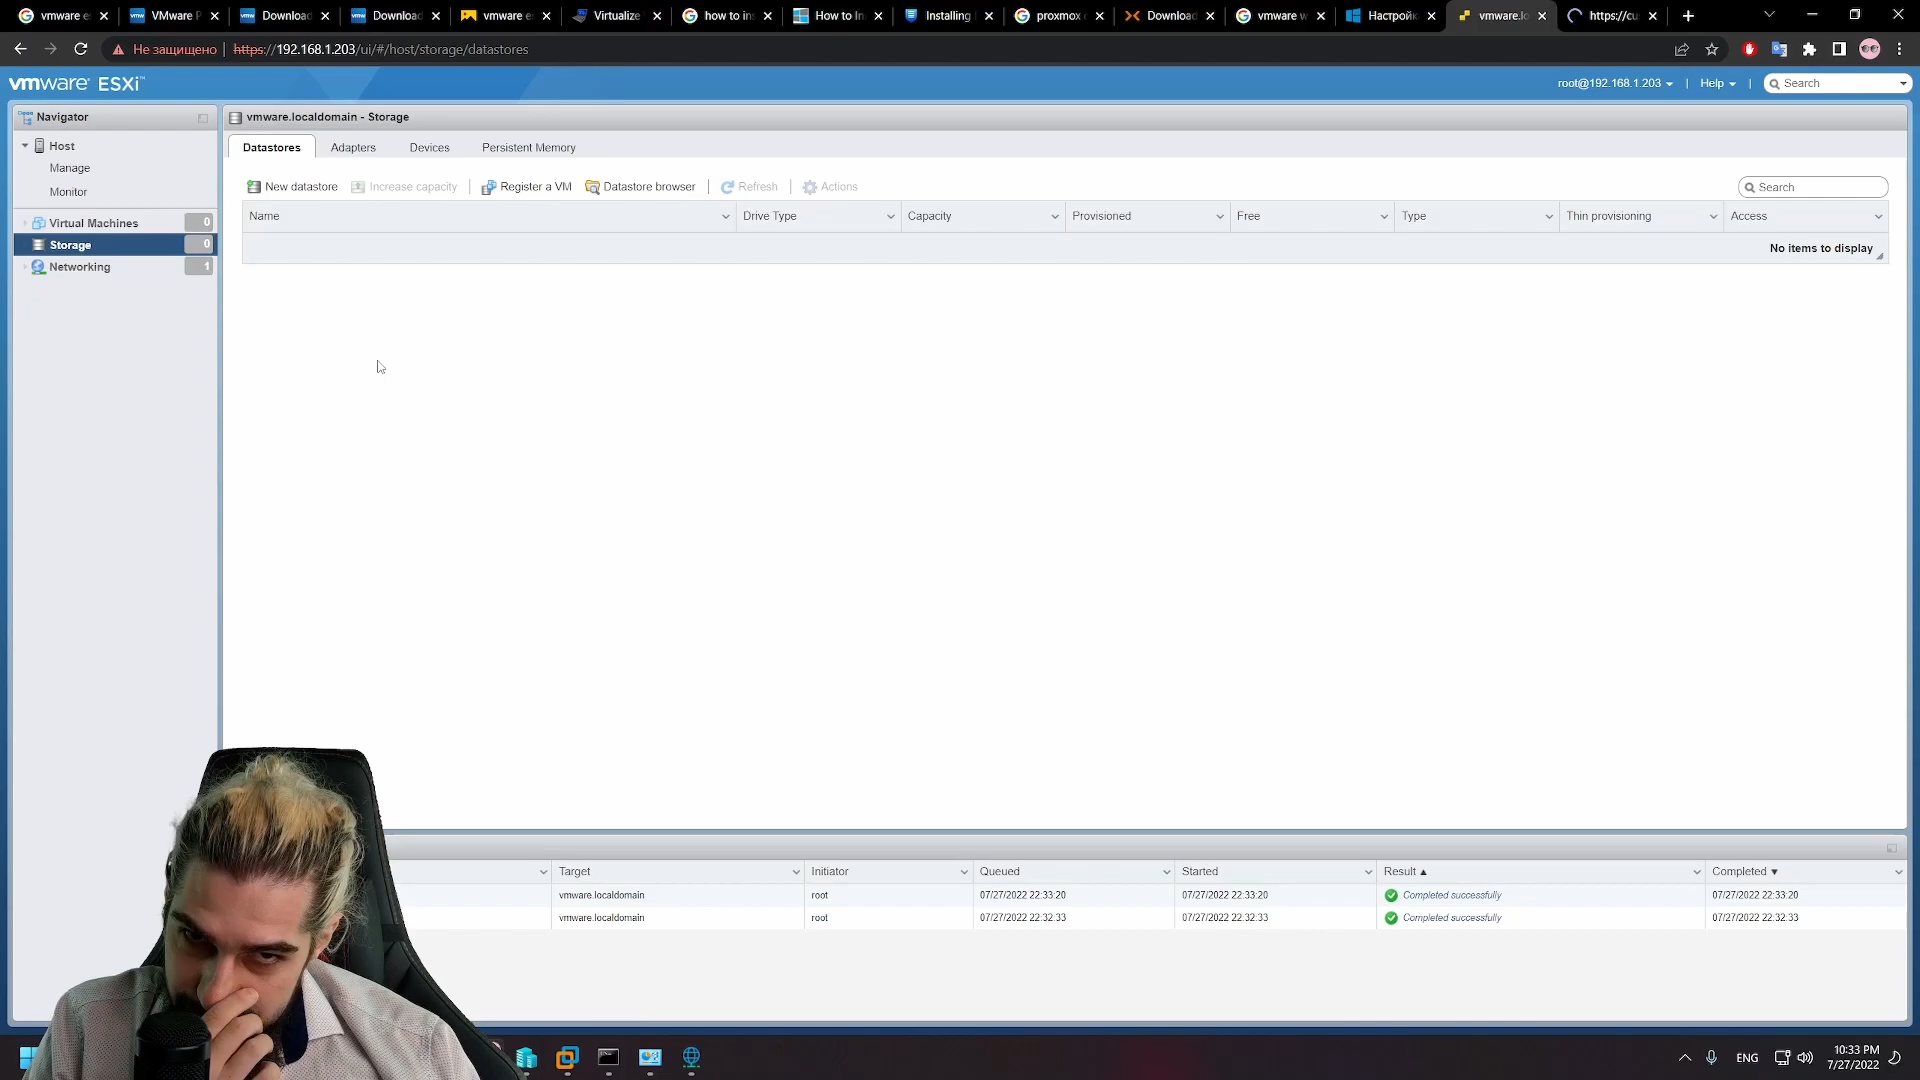 vmware es
VMware P
Download
Download
vmware e
Virtualize
how to ins
How to In
Installing
proxmox
Download
vmware w
Настройк
vmware.lo
https://cu
Не защищено https://192.168.1.203/ui/#/host/storage/datastores
vmware ESXi™
root@192.168.1.203 | Help | Search
Navigator
vmware.localdomain - Storage
Host
Manage
Monitor
Virtual Machines 0
Storage 0
Networking 1
Datastores Adapters Devices Persistent Memory
New datastore Increase capacity Register a VM Datastore browser Refresh Actions Search
Name Drive Type Capacity Provisioned Free Type Thin provisioning Access
No items to display
Target Initiator Queued Started Result Completed
vmware.localdomain root 07/27/2022 22:33:20 07/27/2022 22:33:20 Completed successfully 07/27/2022 22:33:20
vmware.localdomain root 07/27/2022 22:32:33 07/27/2022 22:32:33 Completed successfully 07/27/2022 22:32:33
ENG
10:33 PM
7/27/2022